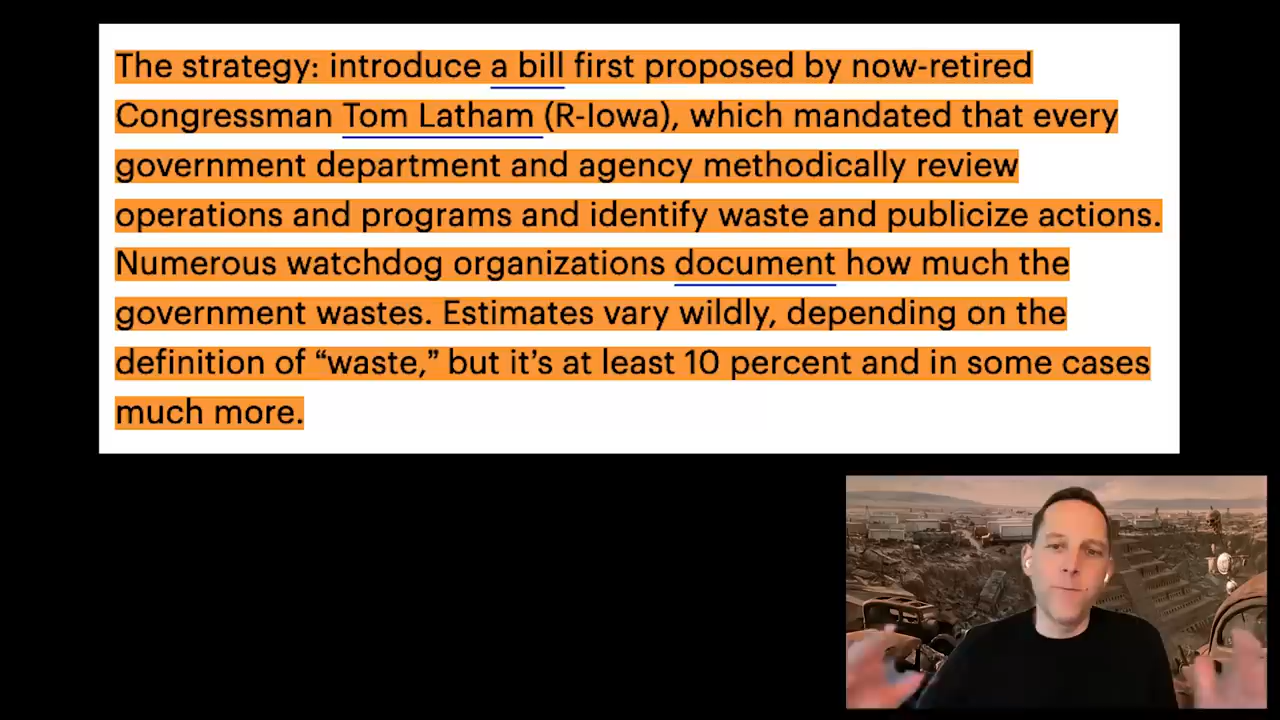 The strategy: introduce a bill first proposed by now-retired
Congressman Tom Latham (R-Iowa), which mandated that every
government department and agency methodically review
operations and programs and identify waste and publicize actions.
Numerous watchdog organizations document how much the
government wastes. Estimates vary wildly, depending on the
definition of “waste,” but it’s at least 10 percent and in some cases
much more.